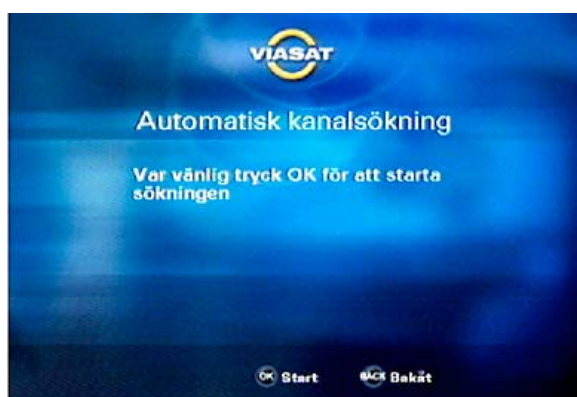 VIASAT
Automatisk kanalsökning
Var vänlig tryck OK för att starta
sökningen
OK Start BACK Bakåt